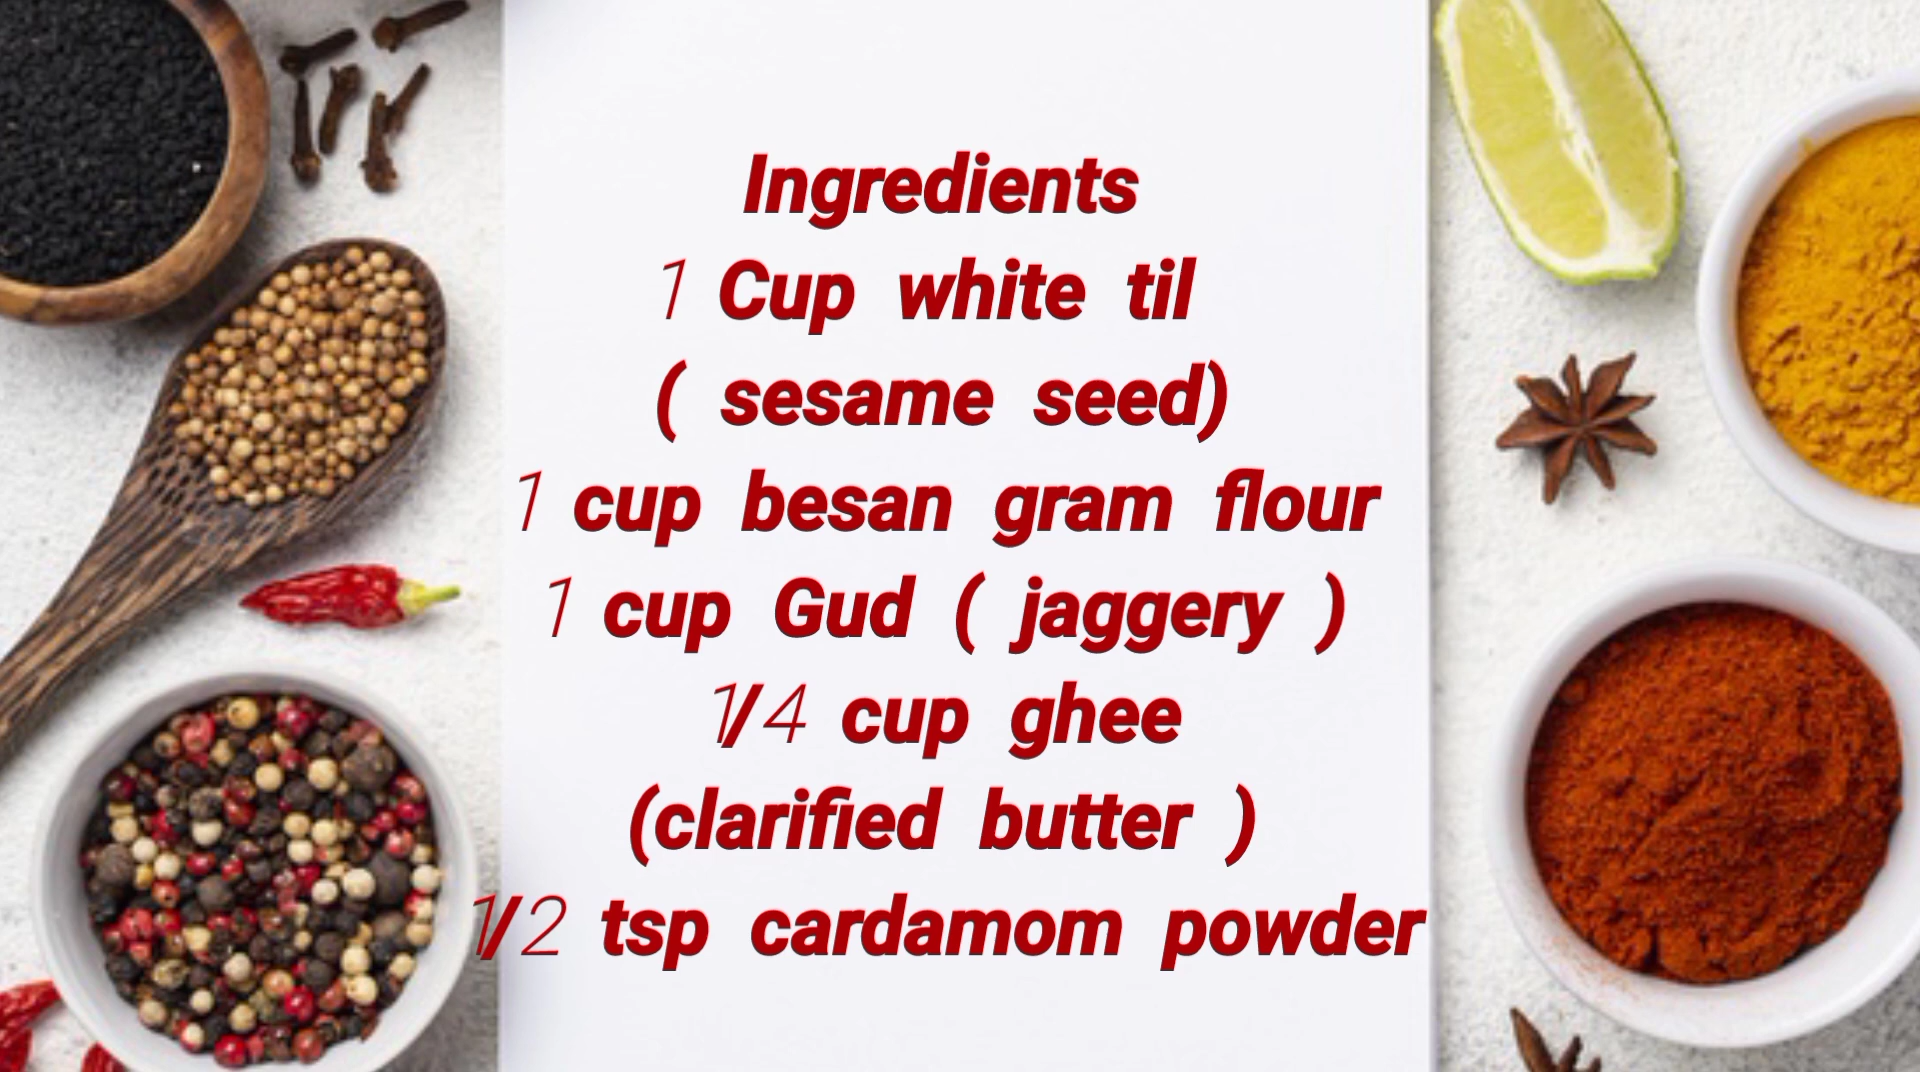 Ingredients
1 Cup white til
( sesame seed)
1 cup besan gram flour
1 cup Gud ( jaggery )
1/4 cup ghee
(clarified butter )
1/2 tsp cardamom powder